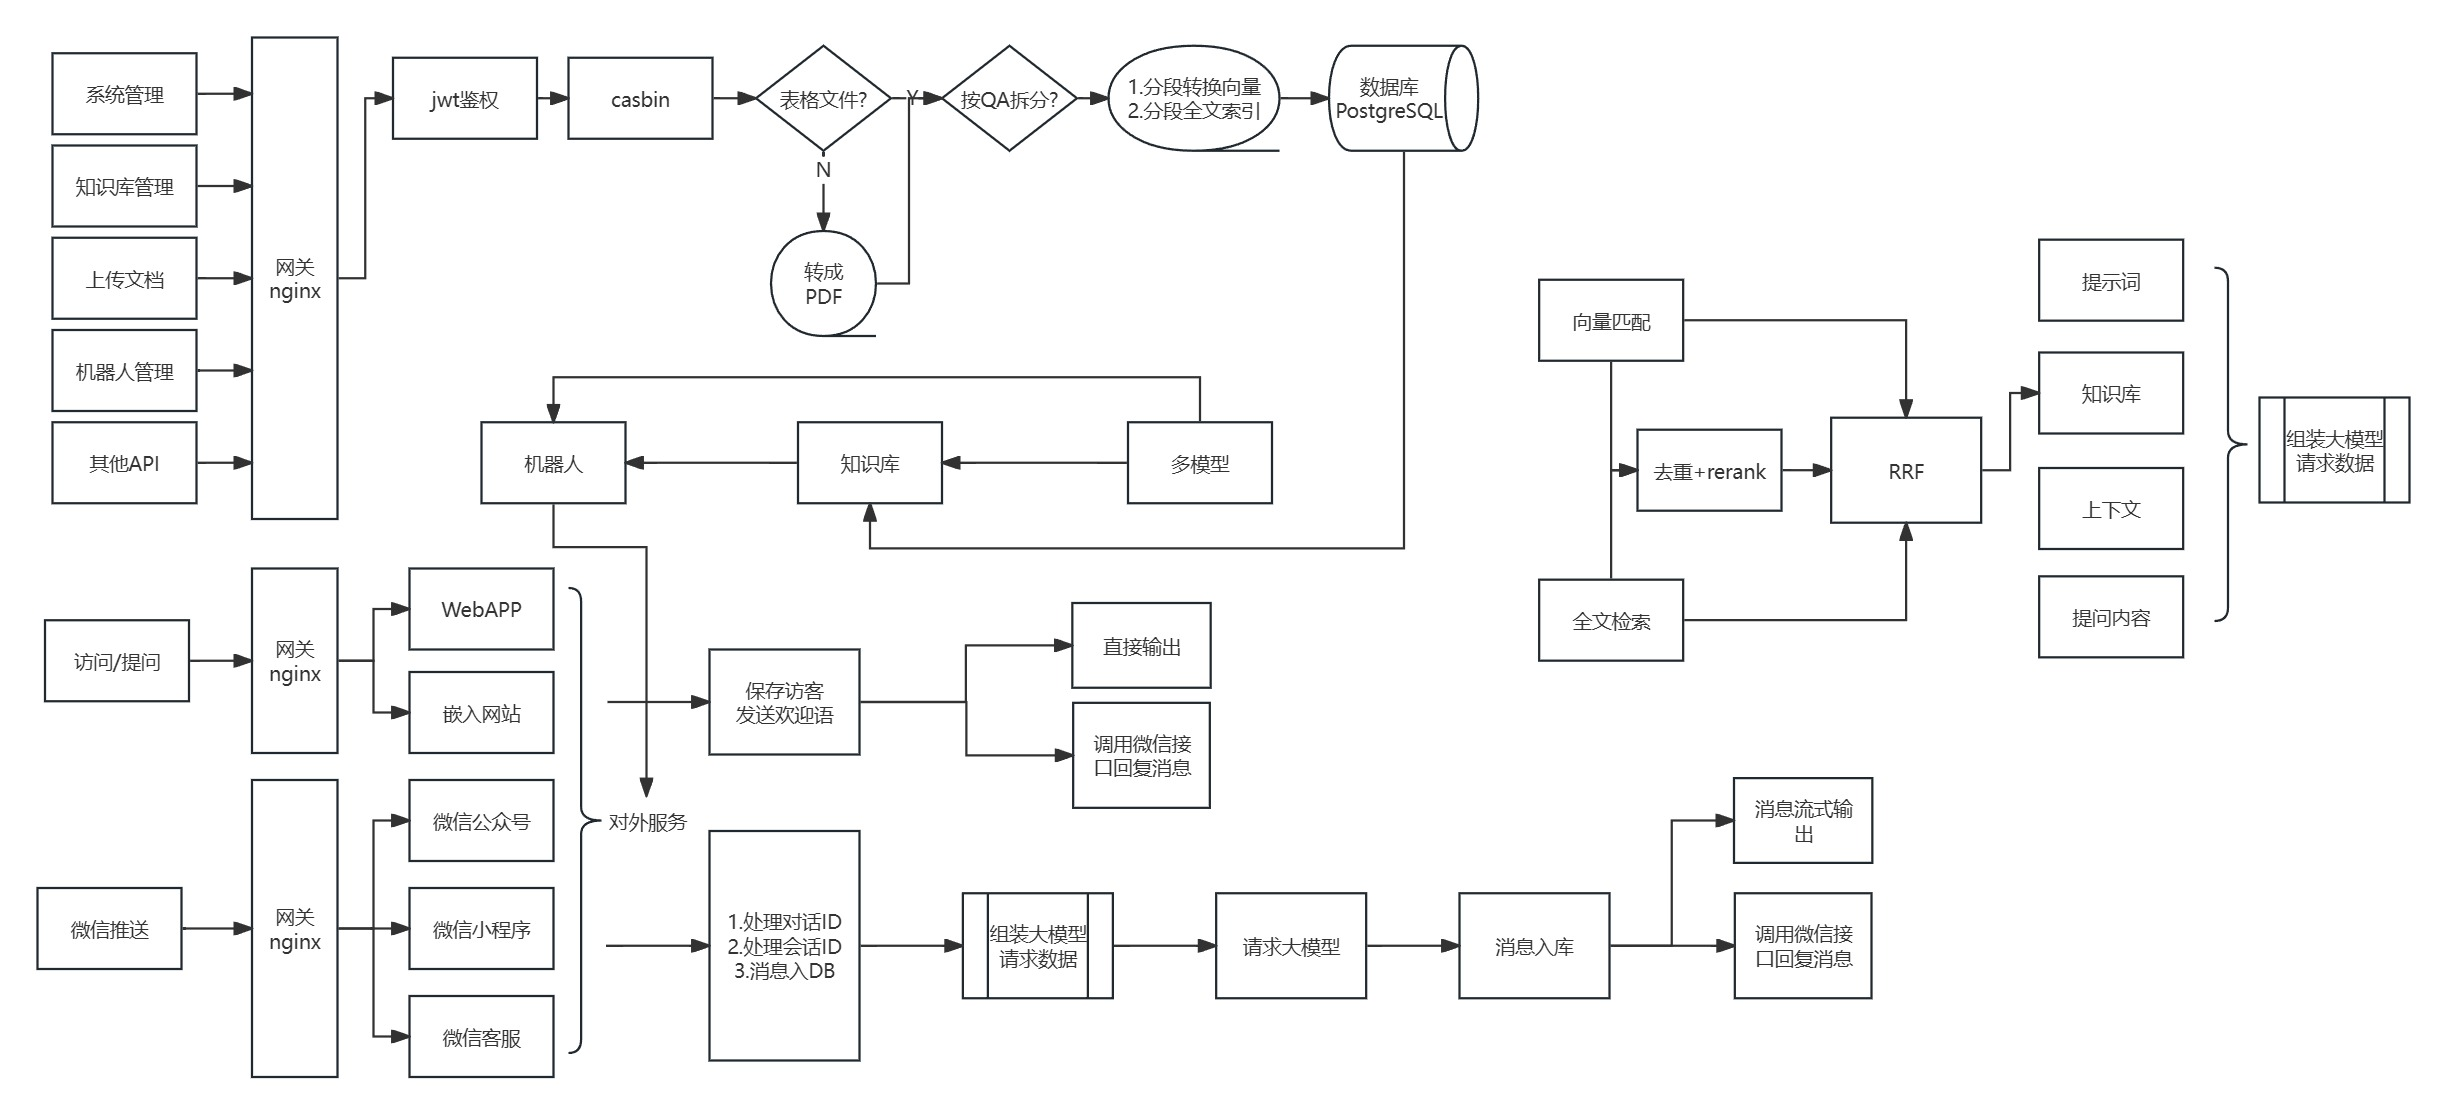 系统管理
知识库管理
上传文档
机器人管理
其他API
网关
nginx
jwt鉴权
casbin
表格文件?
Y
N
转成
PDF
按QA拆分?
1.分段转换向量
2.分段全文索引
数据库
PostgreSQL
机器人
知识库
多模型
向量匹配
去重+rerank
全文检索
RRF
提示词
知识库
上下文
提问内容
组装大模型
请求数据
访问/提问
网关
nginx
WebAPP
嵌入网站
微信推送
网关
nginx
微信公众号
微信小程序
微信客服
对外服务
保存访客
发送欢迎语
直接输出
调用微信接
口回复消息
1.处理对话ID
2.处理会话ID
3.消息入DB
组装大模型
请求数据
请求大模型
消息入库
消息流式输
出
调用微信接
口回复消息